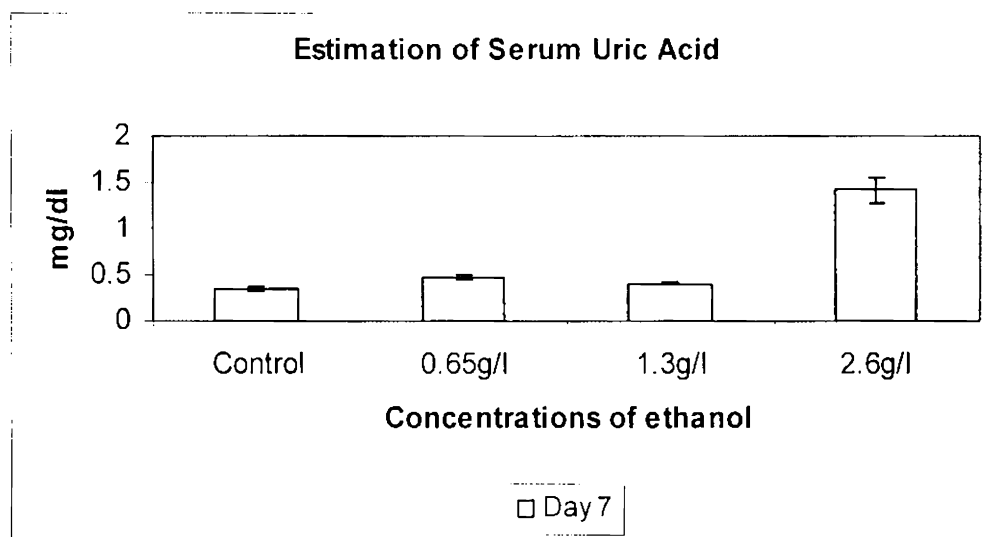 Estimation of Serum Uric Acid
2
1.5
1
0.5
0
mg/dl
Control 0.65g/l 1.3g/l 2.6g/l
Concentrations of ethanol
Day 7